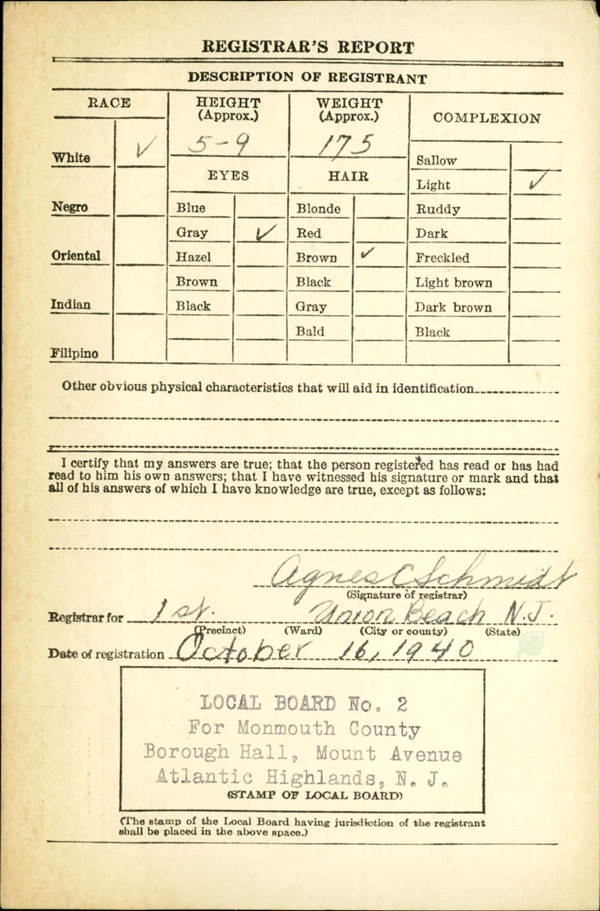 REGISTRAR'S REPORT
DESCRIPTION OF REGISTRANT
RACE
HEIGHT
(Approx.)
WEIGHT
(Approx.)
COMPLEXION
White ✓
5-9
175
Sallow
EYES
HAIR
Light ✓
Negro
Blue
Blonde
Ruddy
Gray ✓
Red
Dark
Oriental
Hazel
Brown ✓
Freckled
Brown
Black
Light brown
Indian
Black
Gray
Dark brown
Bald
Black
Filipino
Other obvious physical characteristics that will aid in identification
I certify that my answers are true; that the person registered has read or has had
read to him his own answers; that I have witnessed his signature or mark and that
all of his answers of which I have knowledge are true, except as follows:
Agnes C Schmidt
(Signature of registrar)
Registrar for 1 st. Union Beach N.J.
(Precinct) (Ward) (City or county) (State)
Date of registration October 16, 1940
LOCAL BOARD No. 2
For Monmouth County
Borough Hall, Mount Avenue
Atlantic Highlands, N. J.
(STAMP OF LOCAL BOARD)
(The stamp of the Local Board having jurisdiction of the registrant
shall be placed in the above space.)